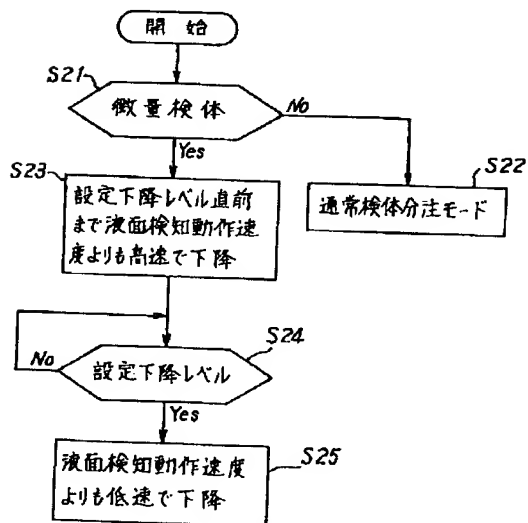 開始
S21
微量検体
No
Yes
S22
通常検体分注モード
S23
設定下降レベル直前
まで液面検知動作速
度よりも高速で下降
S24
No
設定下降レベル
Yes
S25
液面検知動作速度
よりも低速で下降